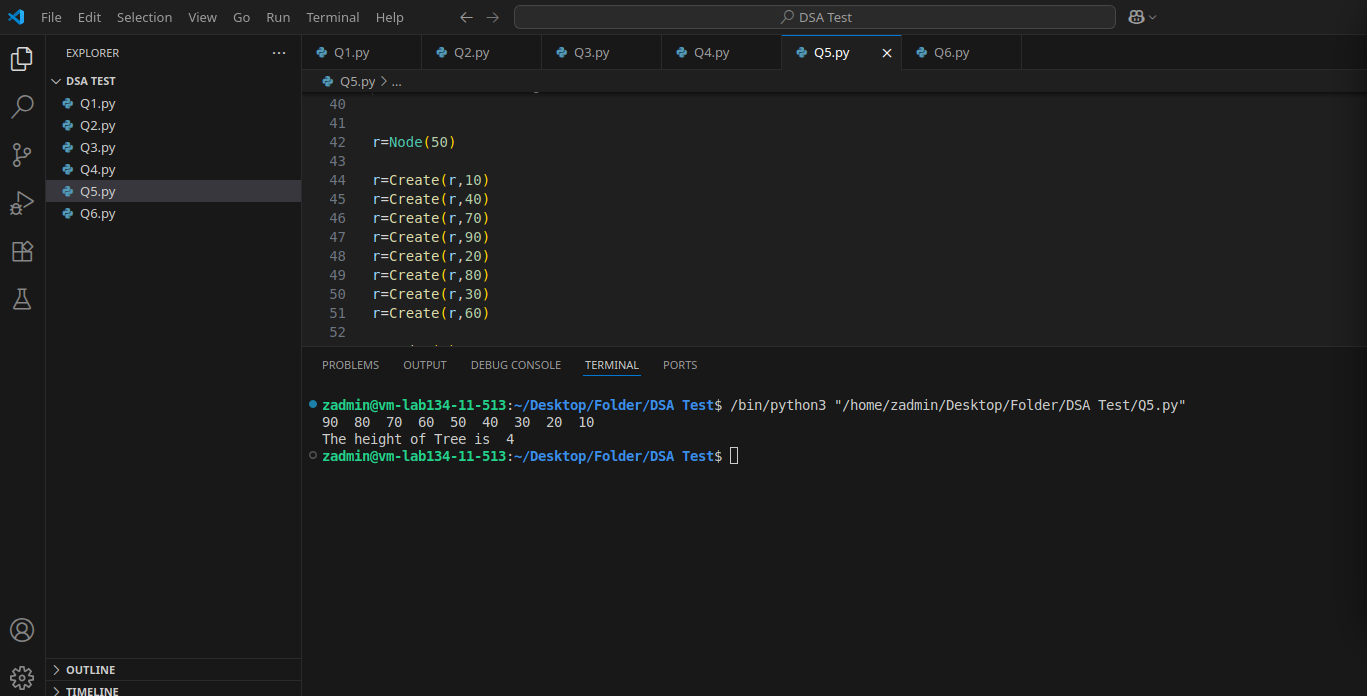 File Edit Selection View Go Run Terminal Help
DSA Test
EXPLORER
DSA TEST
Q1.py
Q2.py
Q3.py
Q4.py
Q5.py
Q6.py
OUTLINE
TIMELINE
Q1.py Q2.py Q3.py Q4.py Q5.py Q6.py
Q5.py > ...
40
41
42 r=Node(50)
43
44 r=Create(r,10)
45 r=Create(r,40)
46 r=Create(r,70)
47 r=Create(r,90)
48 r=Create(r,20)
49 r=Create(r,80)
50 r=Create(r,30)
51 r=Create(r,60)
52
PROBLEMS OUTPUT DEBUG CONSOLE TERMINAL PORTS
zadmin@vm-lab134-11-513:~/Desktop/Folder/DSA Test$ /bin/python3 "/home/zadmin/Desktop/Folder/DSA Test/Q5.py"
90  80  70  60  50  40  30  20  10
The height of Tree is  4
zadmin@vm-lab134-11-513:~/Desktop/Folder/DSA Test$